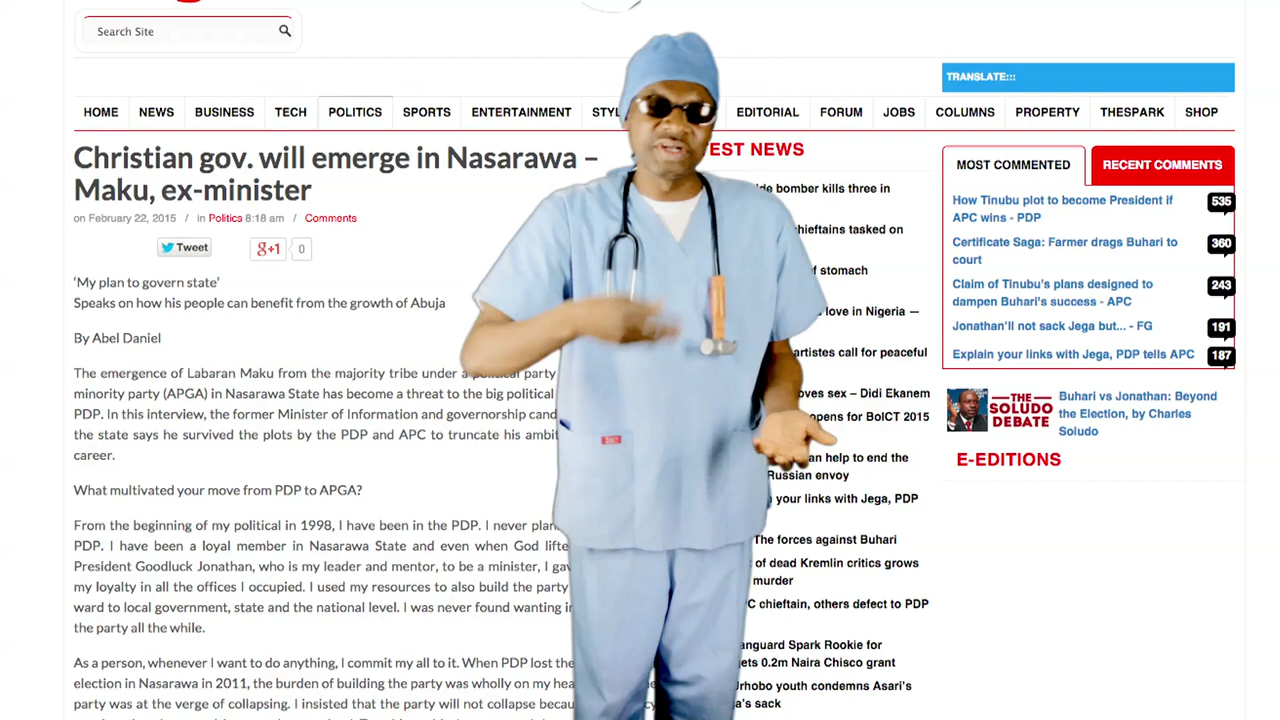 Search Site
TRANSLATE:::
HOME NEWS BUSINESS TECH POLITICS SPORTS ENTERTAINMENT EDITORIAL FORUM JOBS COLUMNS PROPERTY THESPARK SHOP
Christian gov. will emerge in Nasarawa –
Maku, ex-minister
on February 22, 2015 / in Politics 8:18 am / Comments
Tweet
g+1 0
'My plan to govern state'
Speaks on how his people can benefit from the growth of Abuja
By Abel Daniel
The emergence of Labaran Maku from the majority tribe under a political party
minority party (APGA) in Nasarawa State has become a threat to the big political
PDP. In this interview, the former Minister of Information and governorship
the state says he survived the plots by the PDP and APC to truncate his
career.
What multivated your move from PDP to APGA?
From the beginning of my political in 1998, I have been in the PDP. I never
PDP. I have been a loyal member in Nasarawa State and even when God
President Goodluck Jonathan, who is my leader and mentor, to be a minister, I
my loyalty in all the offices I occupied. I used my resources to also build the party
ward to local government, state and the national level. I was never found wanting
the party all the while.
As a person, whenever I want to do anything, I commit my all to it. When PDP lost the
election in Nasarawa in 2011, the burden of building the party was wholly on my
party was at the verge of collapsing. I insisted that the party will not collapse
NEWS
bomber kills three in
tasked on
stomach
love in Nigeria —
artistes call for peaceful
sex – Didi Ekanem
opens for BoICT 2015
help to end the
Russian envoy
your links with Jega, PDP
The forces against Buhari
of dead Kremlin critics grows
murder
chieftain, others defect to PDP
Spark Rookie for
0.2m Naira Chisco grant
youth condemns Asari's
sack
MOST COMMENTED RECENT COMMENTS
How Tinubu plot to become President if 535
APC wins - PDP
Certificate Saga: Farmer drags Buhari to 360
court
Claim of Tinubu's plans designed to 243
dampen Buhari's success - APC
Jonathan'll not sack Jega but... - FG 191
Explain your links with Jega, PDP tells APC 187
THE
SOLUDO
DEBATE
Buhari vs Jonathan: Beyond
the Election, by Charles
Soludo
E-EDITIONS